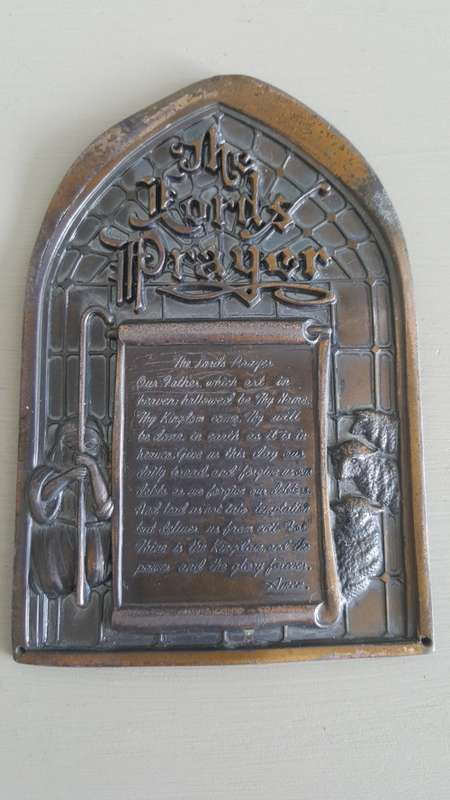 The
Lord's
Prayer
The Lord's Prayer
Our Father, which art in
heaven, hallowed be Thy Name.
Thy Kingdom come. Thy will
be done in earth as it is in
heaven. Give us this day our
daily bread. and forgive us our
debts as we forgive our debtors.
And lead us not into temptation
but deliver us from evil. For
thine is the kingdom, and the
power and the glory forever.
Amen.